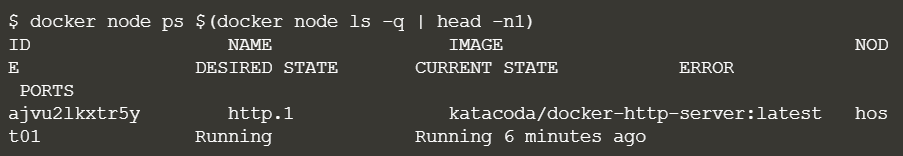 $ docker node ps $(docker node ls -q | head -n1)
ID                  NAME                IMAGE                                NOD
E                DESIRED STATE       CURRENT STATE           ERROR
 PORTS
ajvu2lkxtr5y        http.1              katacoda/docker-http-server:latest   hos
t01              Running             Running 6 minutes ago